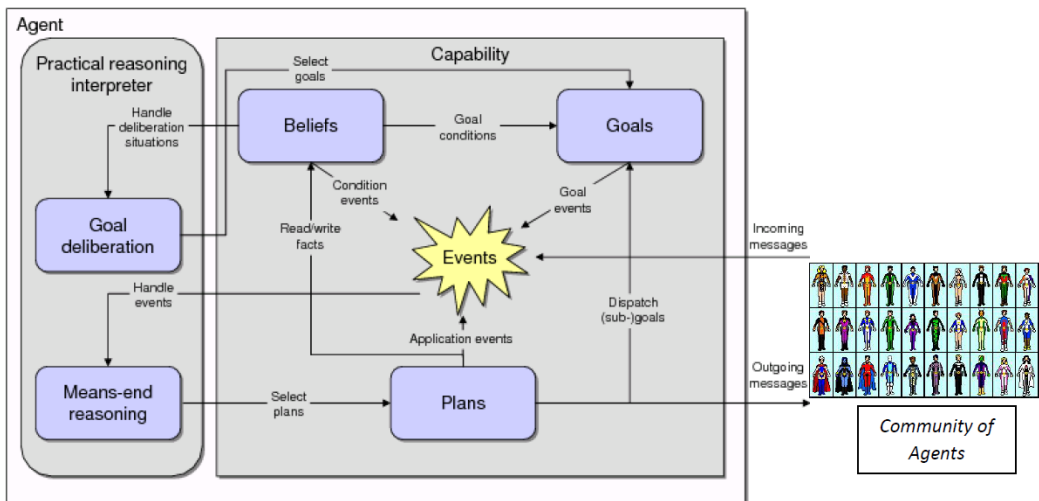 Agent
Practical reasoning
interpreter
Capability
Select
goals
Handle
deliberation
situations
Beliefs
Goal
conditions
Goals
Condition
events
Goal
events
Goal
deliberation
Read/write
facts
Events
Incoming
messages
Handle
events
Dispatch
(sub-)goals
Application events
Means-end
reasoning
Select
plans
Plans
Outgoing
messages
Community of
Agents